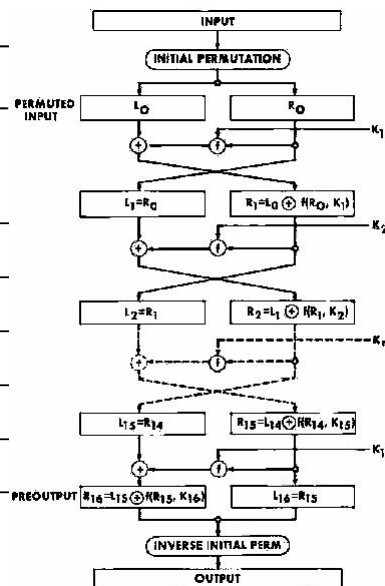 INPUT
INITIAL PERMUTATION
PERMUTED INPUT
L0
R0
K1
+
f
L1=R0
R1=L0 ⊕ f(R0, K1)
K2
+
f
L2=R1
R2=L1 ⊕ f(R1, K2)
+
f
L15=R14
R15=L14 ⊕ f(R14, K15)
+
f
PREOUTPUT
R16=L15 ⊕ f(R15, K16)
L16=R15
INVERSE INITIAL PERM
OUTPUT